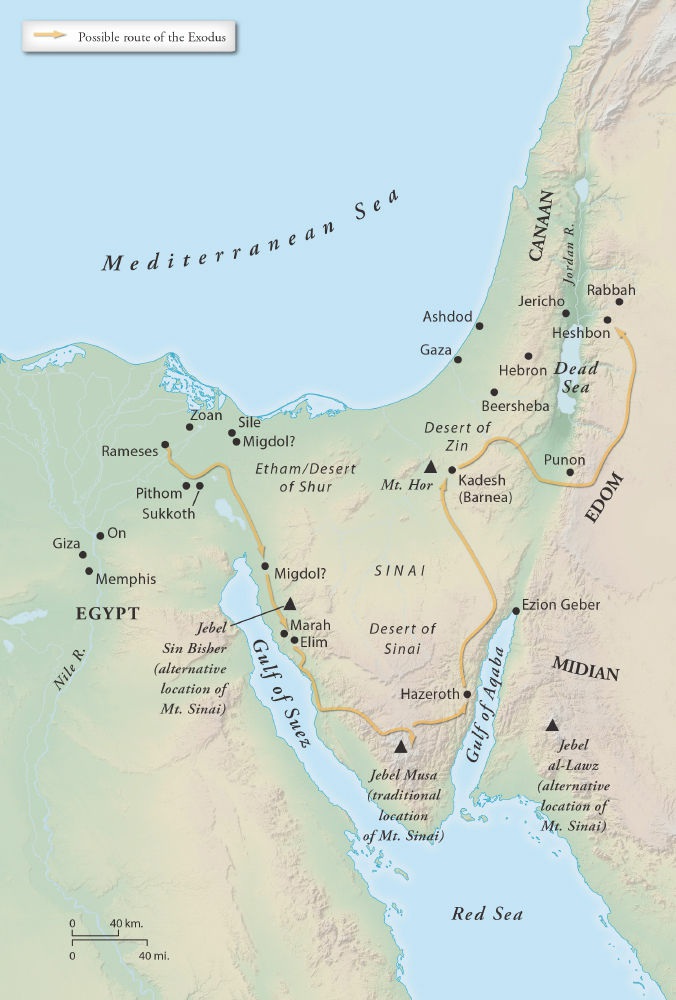 Possible route of the Exodus
Mediterranean Sea
CANAAN
Jordan R.
Rabbah
Jericho
Heshbon
Ashdod
Gaza
Hebron
Dead
Sea
Beersheba
Zoan
Sile
Migdol?
Rameses
Desert of
Zin
Etham/Desert
of Shur
Mt. Hor
Kadesh
(Barnea)
Punon
EDOM
Pithom
Sukkoth
On
Giza
Memphis
Migdol?
SINAI
EGYPT
Ezion Geber
Jebel
Sin Bisher
(alternative
location of
Mt. Sinai)
Marah
Elim
Desert of
Sinai
Nile R.
Gulf of Suez
MIDIAN
Hazeroth
Gulf of Aqaba
Jebel Musa
(traditional
location
of Mt. Sinai)
Jebel
al-Lawz
(alternative
location of
Mt. Sinai)
Red Sea
0 40 km.
0 40 mi.